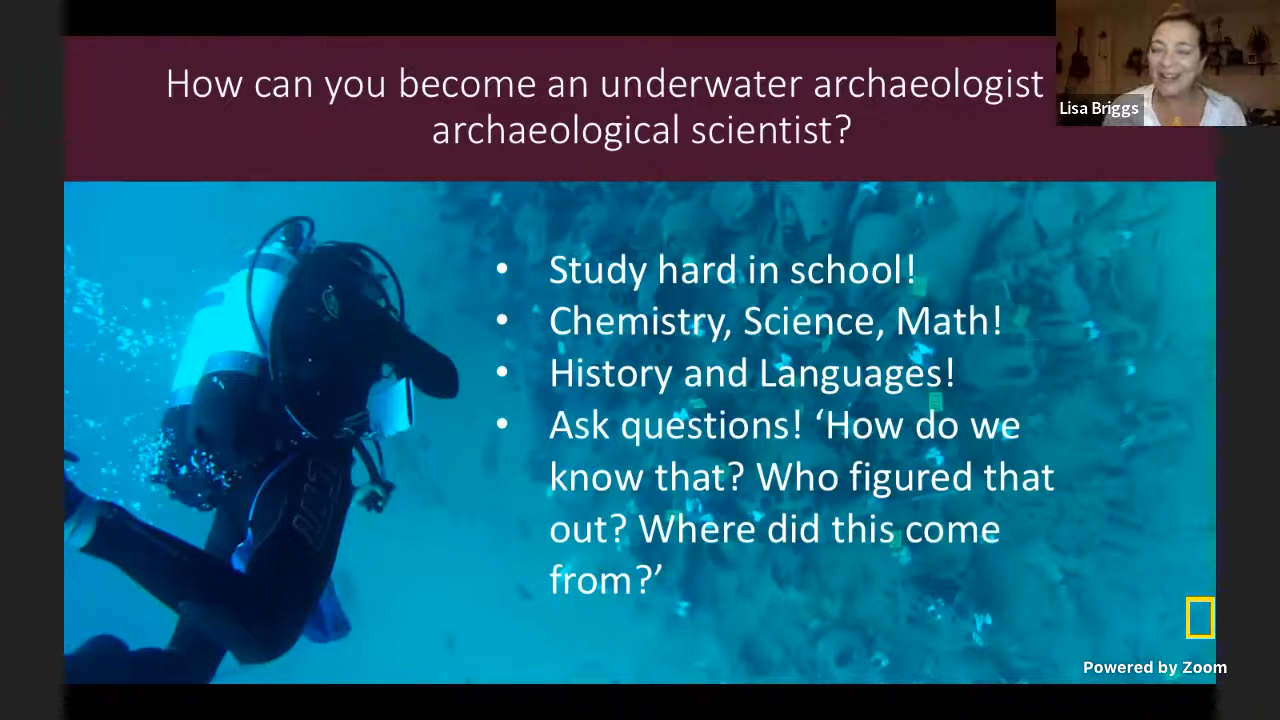 How can you become an underwater archaeologist
archaeological scientist?
Lisa Briggs
• Study hard in school!
• Chemistry, Science, Math!
• History and Languages!
• Ask questions! ‘How do we
know that? Who figured that
out? Where did this come
from?’
Powered by Zoom